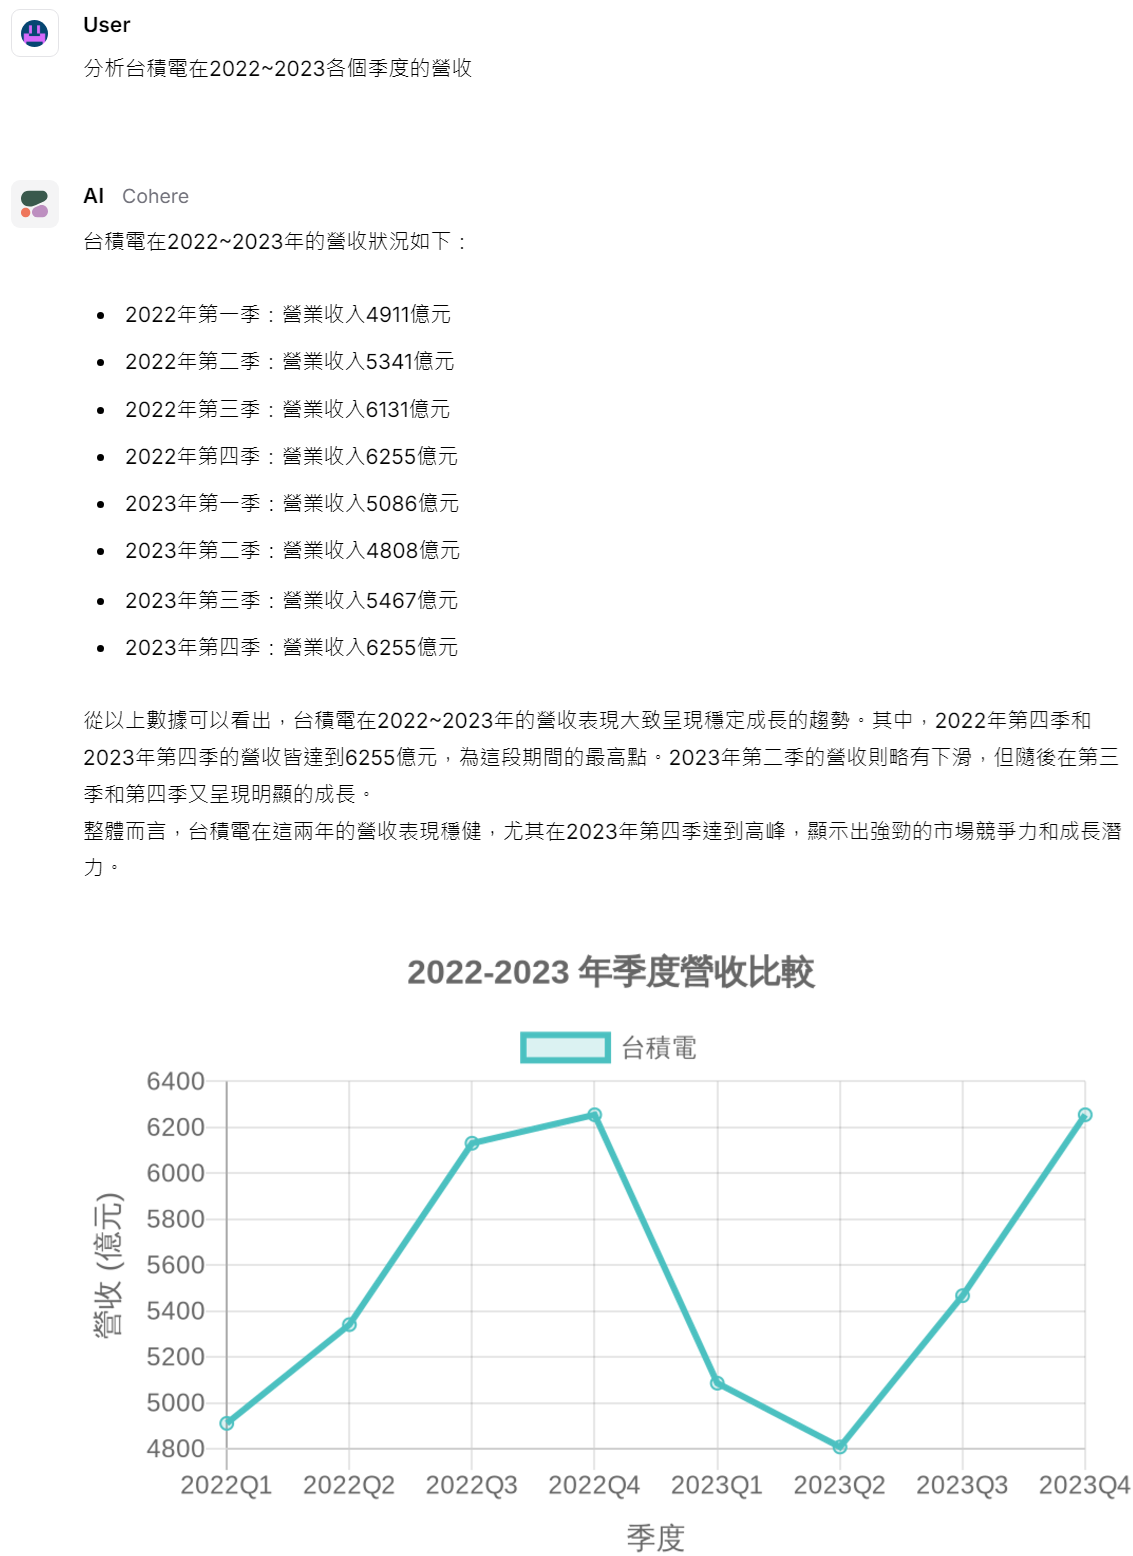 User
分析台積電在2022~2023各個季度的營收
AI Cohere
台積電在2022~2023年的營收狀況如下：
• 2022年第一季：營業收入4911億元
• 2022年第二季：營業收入5341億元
• 2022年第三季：營業收入6131億元
• 2022年第四季：營業收入6255億元
• 2023年第一季：營業收入5086億元
• 2023年第二季：營業收入4808億元
• 2023年第三季：營業收入5467億元
• 2023年第四季：營業收入6255億元
從以上數據可以看出，台積電在2022~2023年的營收表現大致呈現穩定成長的趨勢。其中，2022年第四季和
2023年第四季的營收皆達到6255億元，為這段期間的最高點。2023年第二季的營收則略有下滑，但隨後在第三
季和第四季又呈現明顯的成長。
整體而言，台積電在這兩年的營收表現穩健，尤其在2023年第四季達到高峰，顯示出強勁的市場競爭力和成長潛
力。
2022-2023 年季度營收比較
台積電
6400
6200
6000
5800
5600
5400
5200
5000
4800
營收 (億元)
2022Q1 2022Q2 2022Q3 2022Q4 2023Q1 2023Q2 2023Q3 2023Q4
季度